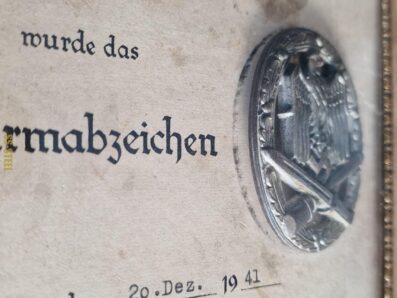 wurde das
rmabzeichen
20.Dez. 1941